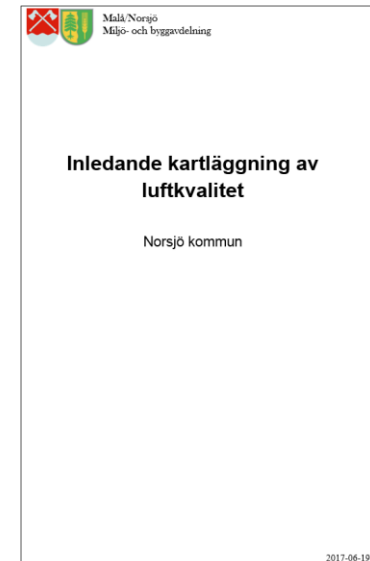 Malå/Norsjö
Miljö- och byggavdelning
Inledande kartläggning av
luftkvalitet
Norsjö kommun
2017-06-19